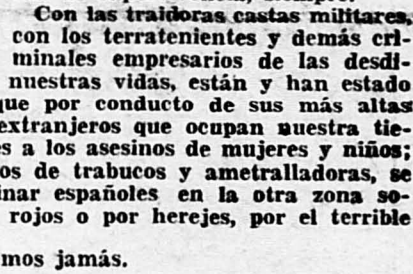 Con las traidoras castas militares,
con los terratenientes y demás cri-
minales empresarios de las desdi-
nuestras vidas, están y han estado
que por conducto de sus más altas
extranjeros que ocupan nuestra tie-
es a los asesinos de mujeres y niños;
os de trabucos y ametralladoras, se
inar españoles en la otra zona so-
rojos o por herejes, por el terrible
mos jamás.